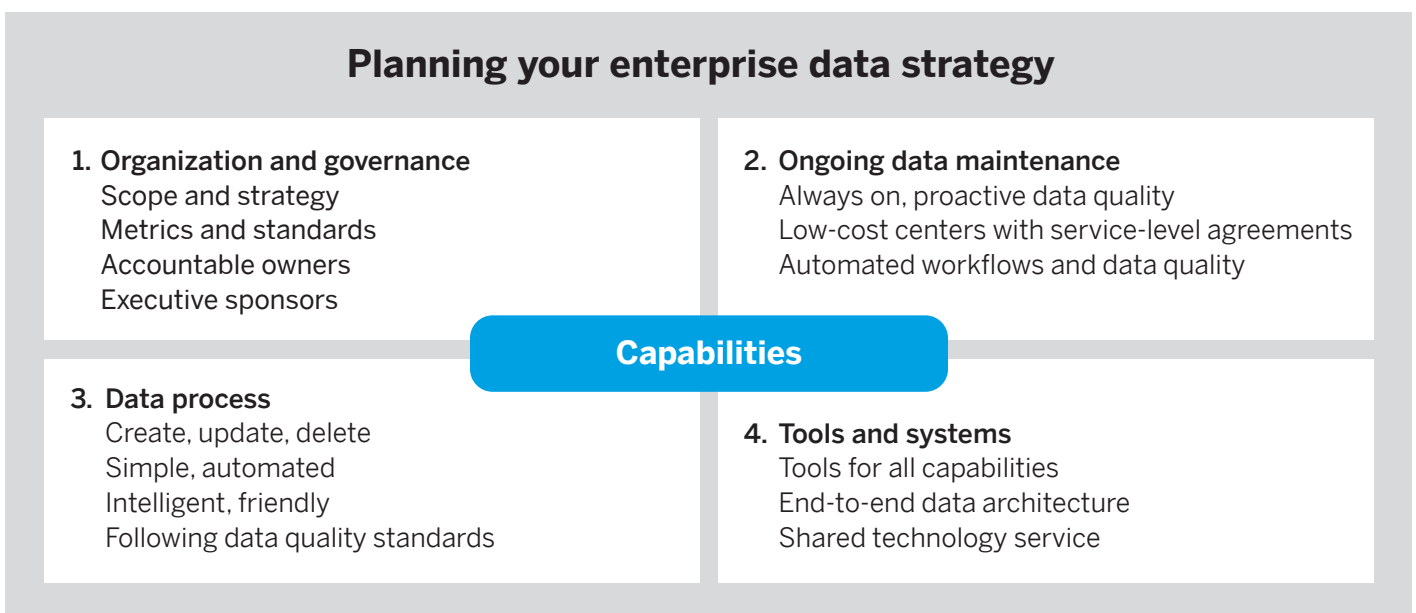 Planning your enterprise data strategy
1. Organization and governance
Scope and strategy
Metrics and standards
Accountable owners
Executive sponsors
2. Ongoing data maintenance
Always on, proactive data quality
Low-cost centers with service-level agreements
Automated workflows and data quality
Capabilities
3. Data process
Create, update, delete
Simple, automated
Intelligent, friendly
Following data quality standards
4. Tools and systems
Tools for all capabilities
End-to-end data architecture
Shared technology service